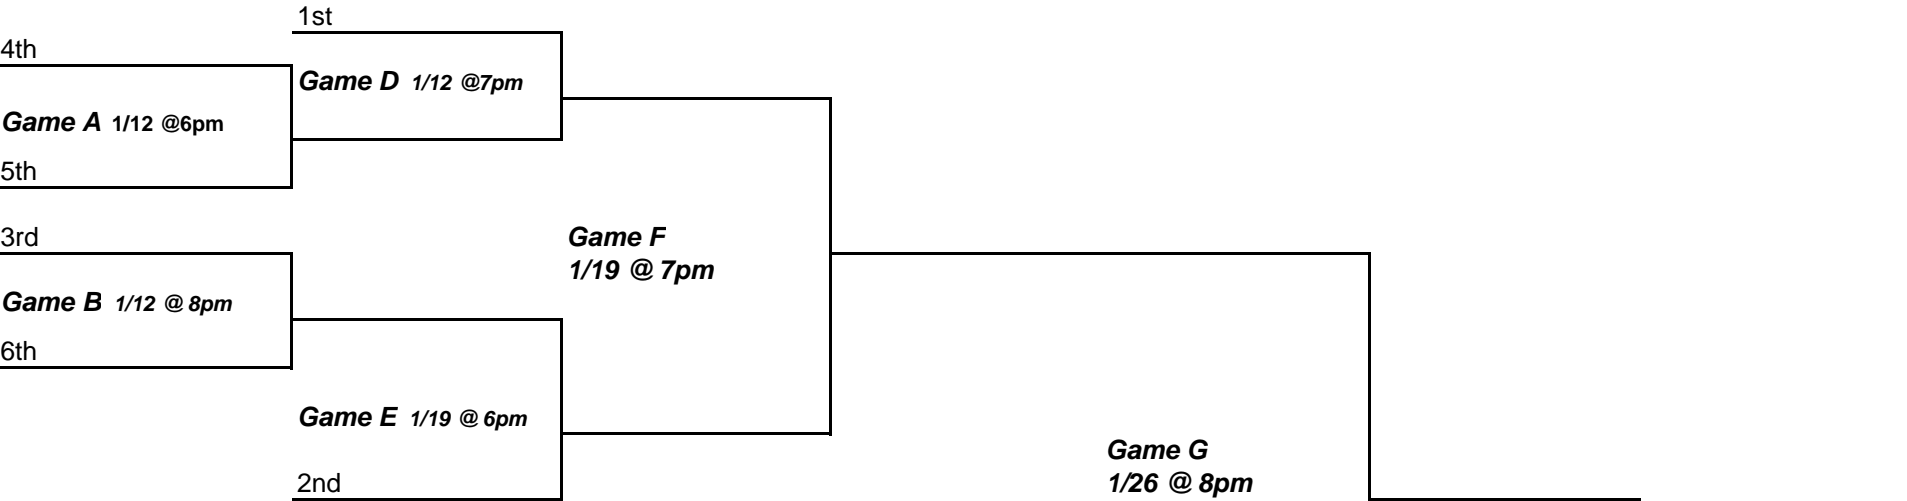 1st
4th
Game D 1/12 @7pm
Game A 1/12 @6pm
5th
3rd
Game F
1/19 @ 7pm
Game B 1/12 @ 8pm
6th
Game E 1/19 @ 6pm
Game G
2nd
1/26 @ 8pm